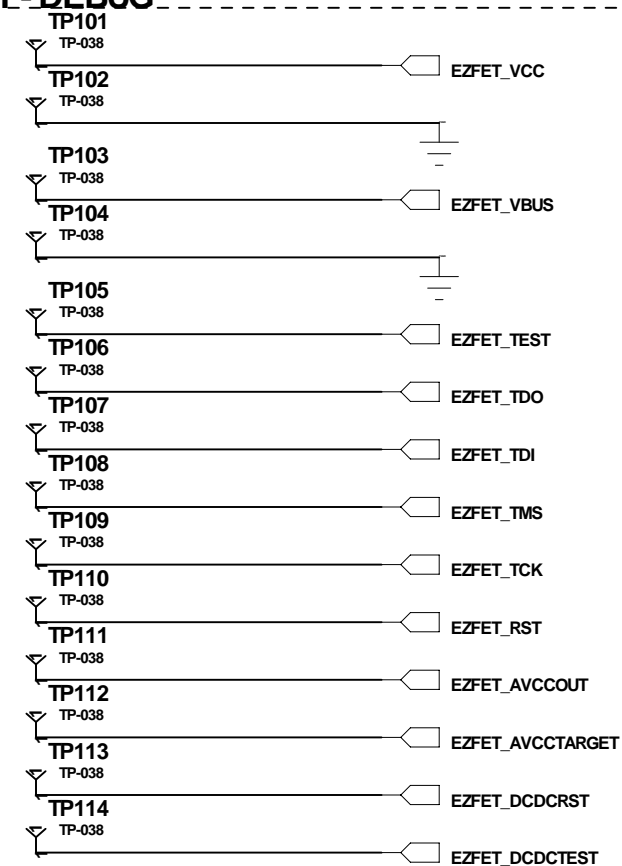 DEBUG
TP101
TP-038
EZFET_VCC
TP102
TP-038
TP103
TP-038
EZFET_VBUS
TP104
TP-038
TP105
TP-038
EZFET_TEST
TP106
TP-038
EZFET_TDO
TP107
TP-038
EZFET_TDI
TP108
TP-038
EZFET_TMS
TP109
TP-038
EZFET_TCK
TP110
TP-038
EZFET_RST
TP111
TP-038
EZFET_AVCCOUT
TP112
TP-038
EZFET_AVCCTARGET
TP113
TP-038
EZFET_DCDCRST
TP114
TP-038
EZFET_DCDCTEST